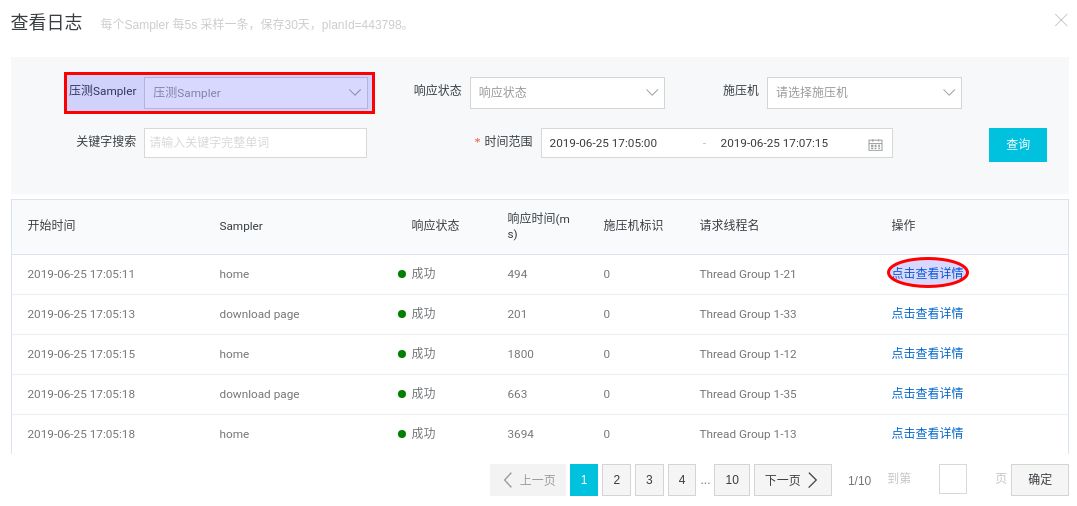 查看日志 每个Sampler 每5s 采样一条，保存30天，planId=443798。
压测Sampler 压测Sampler 响应状态 响应状态 施压机 请选择施压机
关键字搜索 请输入关键字完整单词 * 时间范围 2019-06-25 17:05:00 - 2019-06-25 17:07:15 查询
开始时间 Sampler 响应状态 响应时间(m
s) 施压机标识 请求线程名 操作
2019-06-25 17:05:11 home 成功 494 0 Thread Group 1-21 点击查看详情
2019-06-25 17:05:13 download page 成功 201 0 Thread Group 1-33 点击查看详情
2019-06-25 17:05:15 home 成功 1800 0 Thread Group 1-12 点击查看详情
2019-06-25 17:05:18 download page 成功 663 0 Thread Group 1-35 点击查看详情
2019-06-25 17:05:18 home 成功 3694 0 Thread Group 1-13 点击查看详情
上一页 1 2 3 4 ... 10 下一页 1/10 到第 页 确定